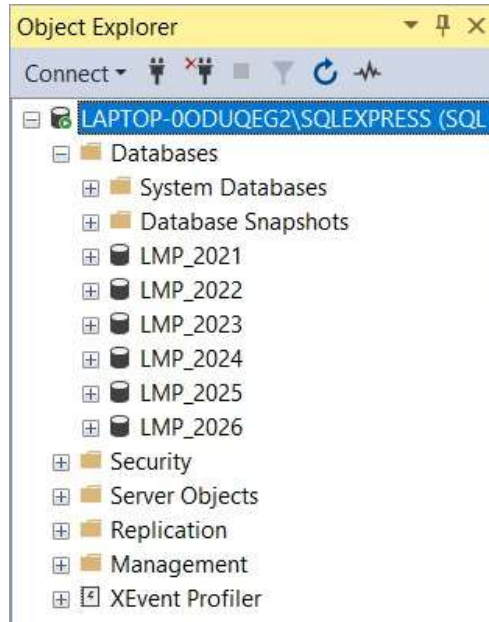 Object Explorer
Connect
LAPTOP-0ODUQEG2\SQLEXPRESS (SQL
Databases
System Databases
Database Snapshots
LMP_2021
LMP_2022
LMP_2023
LMP_2024
LMP_2025
LMP_2026
Security
Server Objects
Replication
Management
XEvent Profiler